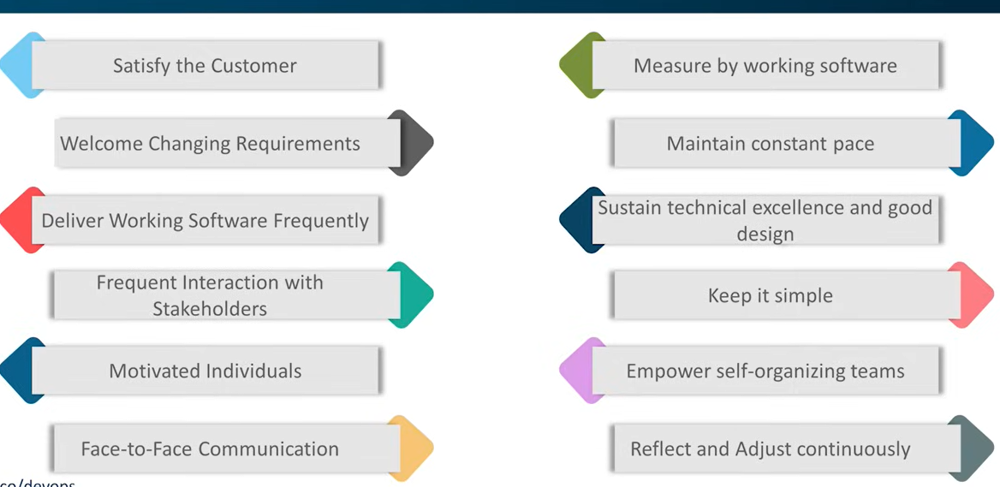 Satisfy the Customer
Welcome Changing Requirements
Deliver Working Software Frequently
Frequent Interaction with
Stakeholders
Motivated Individuals
Face-to-Face Communication
Measure by working software
Maintain constant pace
Sustain technical excellence and good
design
Keep it simple
Empower self-organizing teams
Reflect and Adjust continuously
co/devops